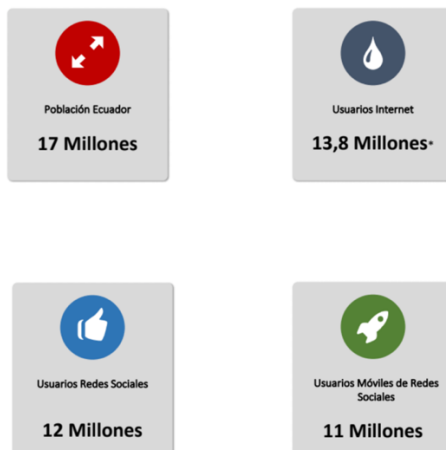 Población Ecuador
17 Millones
Usuarios Internet
13,8 Millones*
Usuarios Redes Sociales
12 Millones
Usuarios Móviles de Redes
Sociales
11 Millones